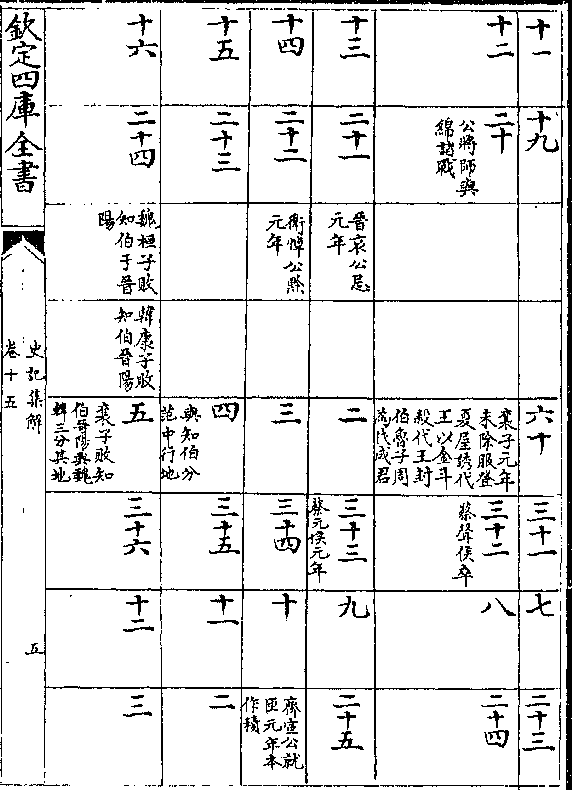 十一
十九
六十
三十一
七
二十三
十二
二十
公將師與
綿諸戰
襄子元年
未除服登
夏屋誘代
王以金斗
殺代王封
伯魯子周
為代成君
三十二
蔡聲侯卒
八
二十四
十三
二十一
晉哀公忌
元年
二
三十三
蔡元侯元年
九
二十五
十四
二十二
衛悼公黔
元年
三
三十四
十
齊宣公就
匝元年本
作積
十五
二十三
四
與知伯分
范中行地
三十五
十一
二
十六
二十四
魏桓子敗
知伯于晉
陽
韓康子敗
知伯晉陽
五
襄子敗知
伯晉陽與魏
韓三分其地
三十六
十二
三
欽定四庫全書
史記集解
卷十五
五